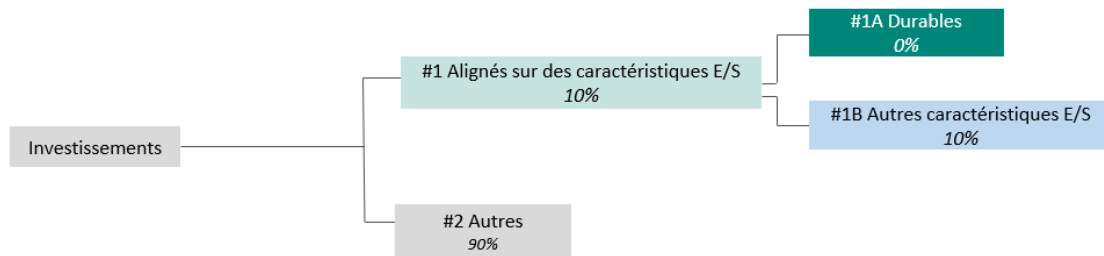 #1A Durables
0%
#1 Alignés sur des caractéristiques E/S
10%
#1B Autres caractéristiques E/S
10%
Investissements
#2 Autres
90%